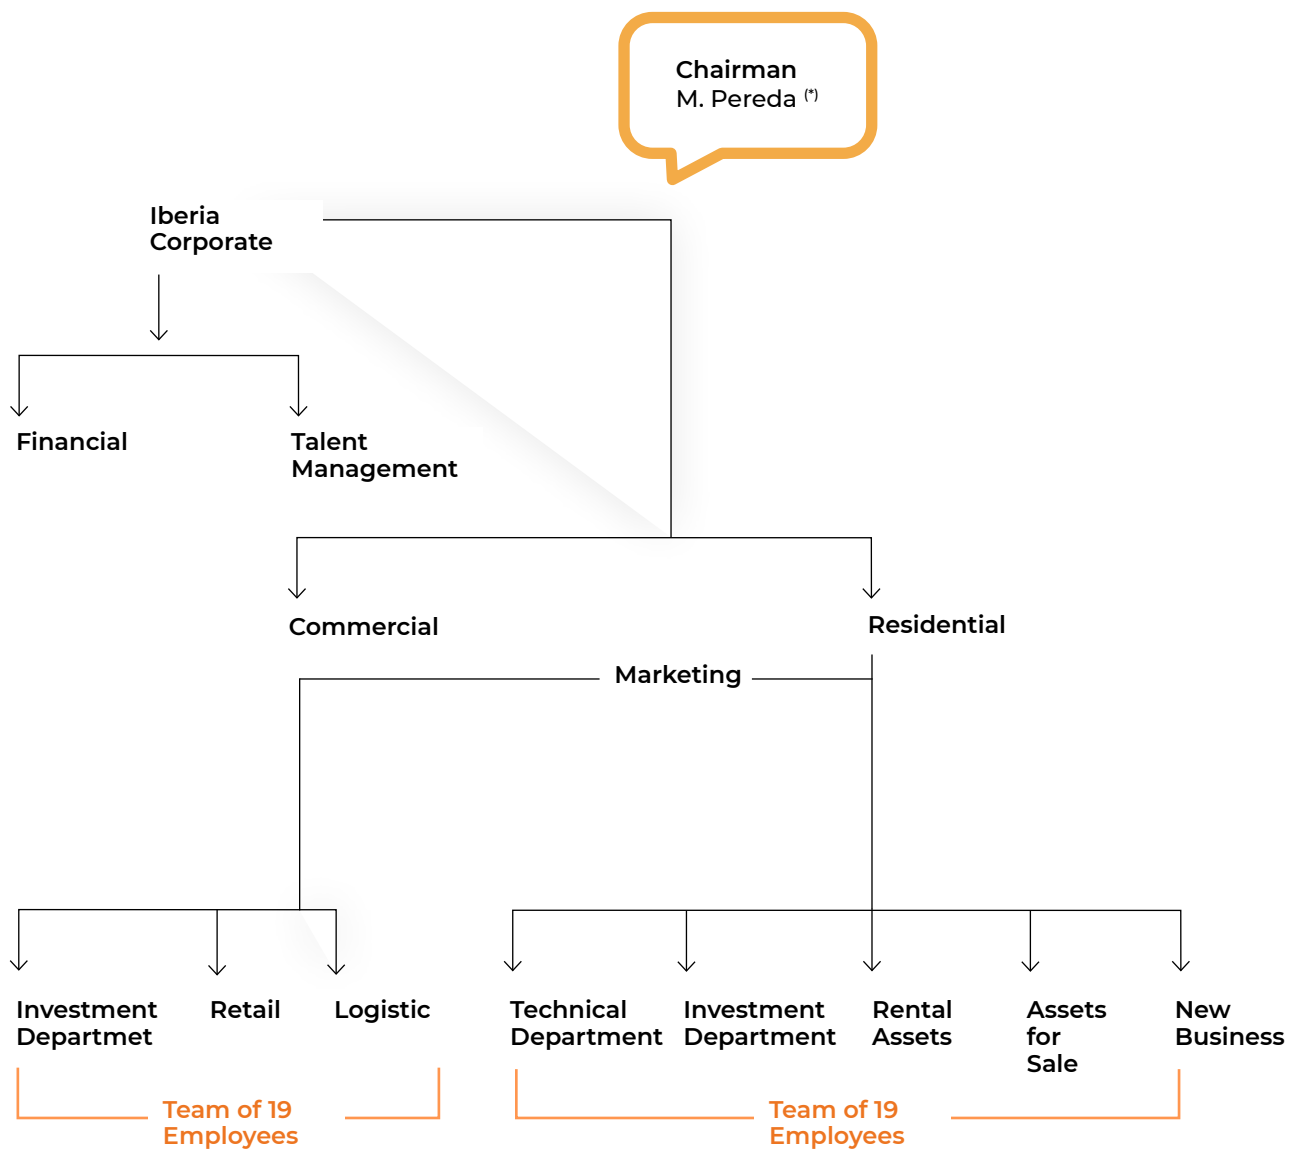 Chairman
M. Pereda (*)
Iberia
Corporate
Financial
Talent
Management
Commercial
Residential
Marketing
Investment
Departmet
Retail
Logistic
Technical
Department
Investment
Department
Rental
Assets
Assets
for
Sale
New
Business
Team of 19
Employees
Team of 19
Employees